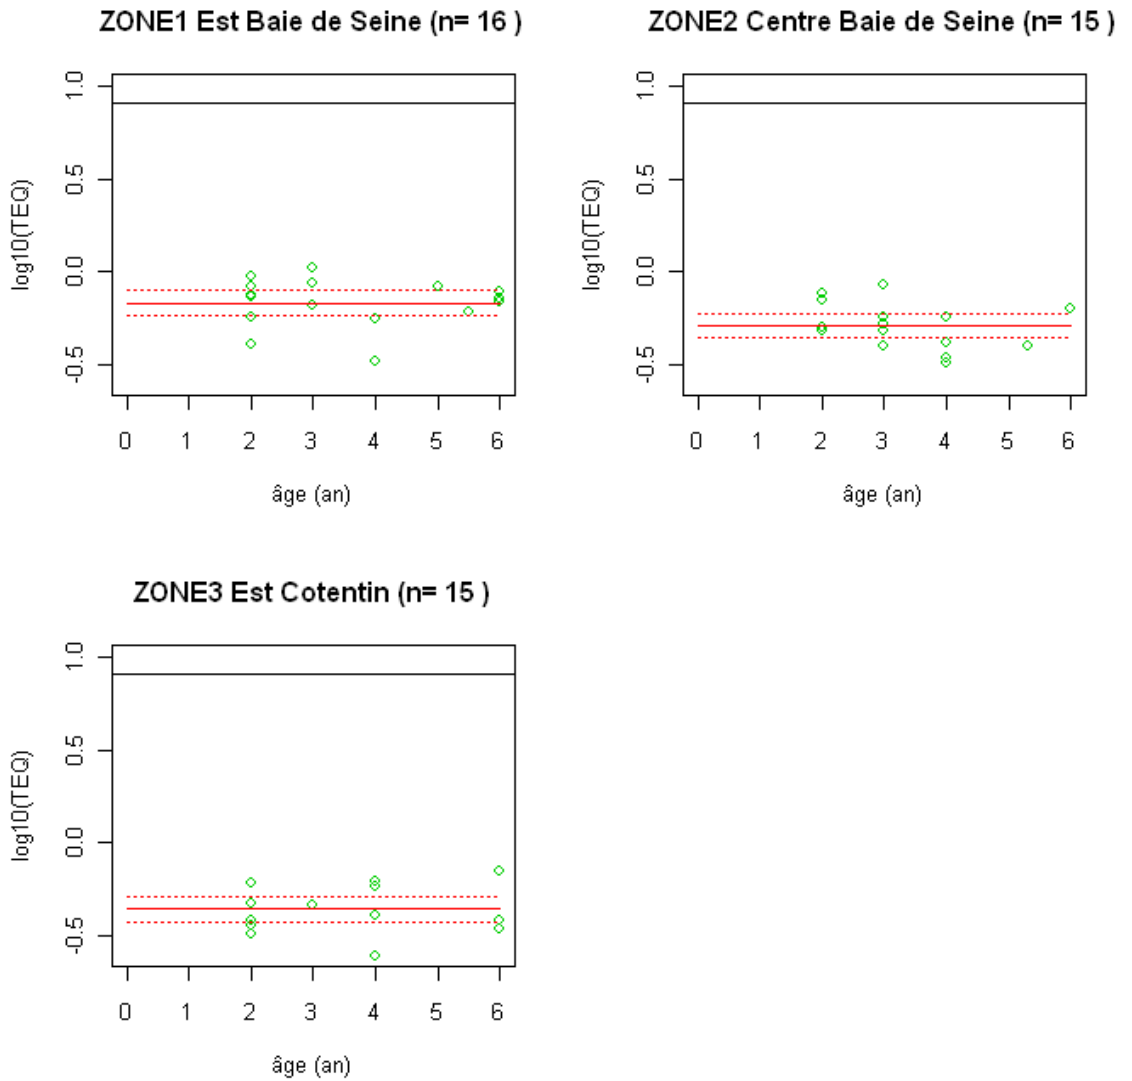 ZONE1 Est Baie de Seine (n= 16 )
log10(TEQ)
1.0
0.5
0.0
-0.5
0 1 2 3 4 5 6
âge (an)
ZONE2 Centre Baie de Seine (n= 15 )
log10(TEQ)
1.0
0.5
0.0
-0.5
0 1 2 3 4 5 6
âge (an)
ZONE3 Est Cotentin (n= 15 )
log10(TEQ)
1.0
0.5
0.0
-0.5
0 1 2 3 4 5 6
âge (an)